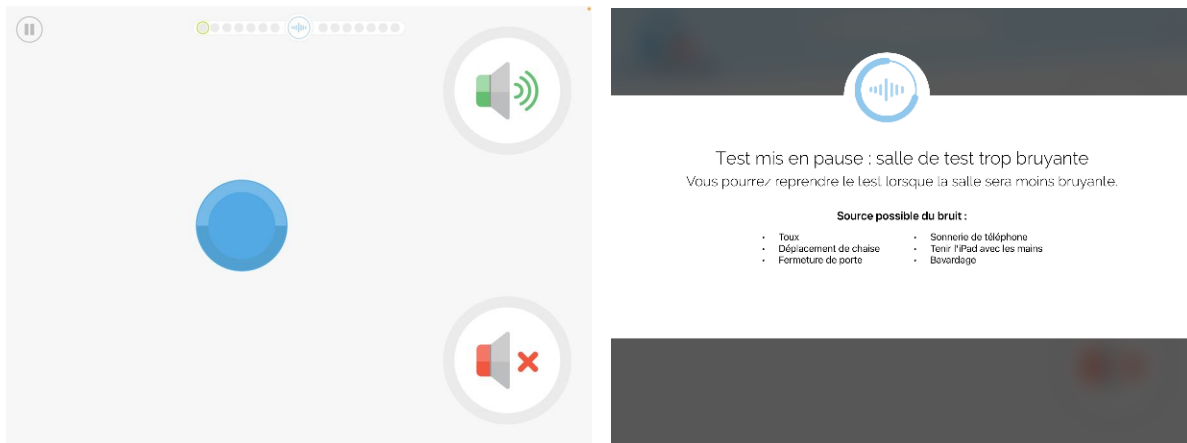 Test mis en pause : salle de test trop bruyante
Vous pourrez reprendre le test lorsque la salle sera moins bruyante.
Source possible du bruit :
• Toux
• Déplacement de chaise
• Fermeture de porte
• Sonnerie de téléphone
• Tenir l'iPad avec les mains
• Bavardage